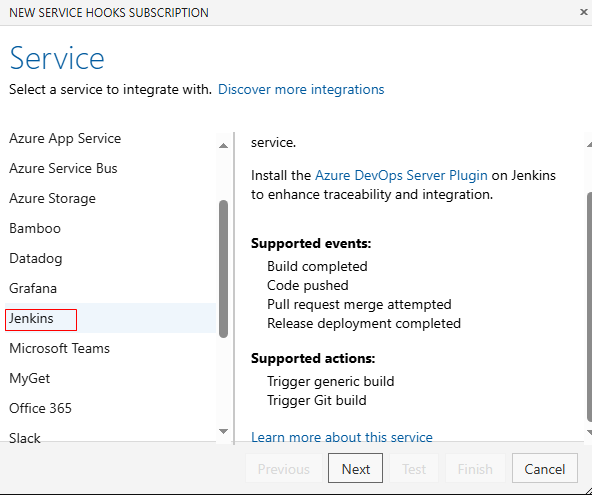 NEW SERVICE HOOKS SUBSCRIPTION
Service
Select a service to integrate with. Discover more integrations
Azure App Service
Azure Service Bus
Azure Storage
Bamboo
Datadog
Grafana
Jenkins
Microsoft Teams
MyGet
Office 365
Slack
service.
Install the Azure DevOps Server Plugin on Jenkins
to enhance traceability and integration.
Supported events:
Build completed
Code pushed
Pull request merge attempted
Release deployment completed
Supported actions:
Trigger generic build
Trigger Git build
Learn more about this service
Previous
Next
Test
Finish
Cancel